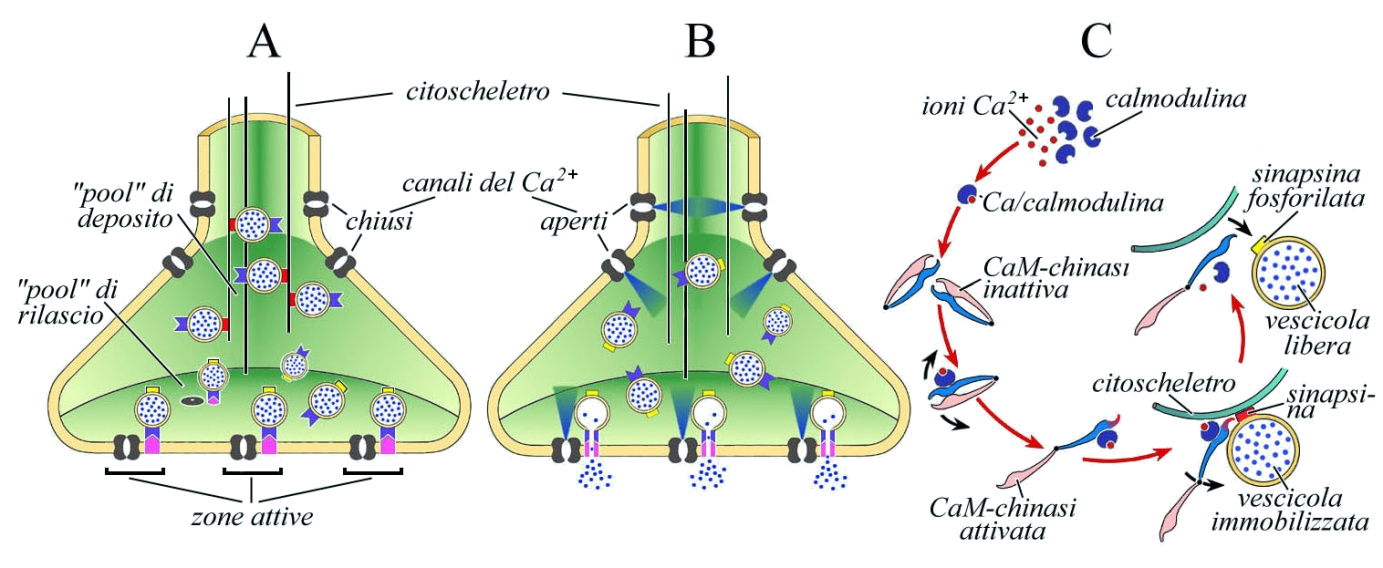 A
B
C
citoscheletro
ioni Ca²⁺
calmodulina
"pool" di
deposito
canali del Ca²⁺
chiusi
aperti
"pool" di
rilascio
zone attive
Ca/calmodulina
CaM-chinasi
inattiva
sinapsina
fosforilata
vescicola
libera
citoscheletro
sinapsi-
na
CaM-chinasi
attivata
vescicola
immobilizzata